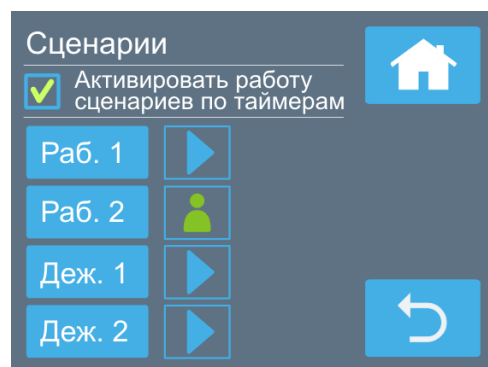 Сценарии
Активировать работу
сценариев по таймерам
Раб. 1
Раб. 2
Деж. 1
Деж. 2